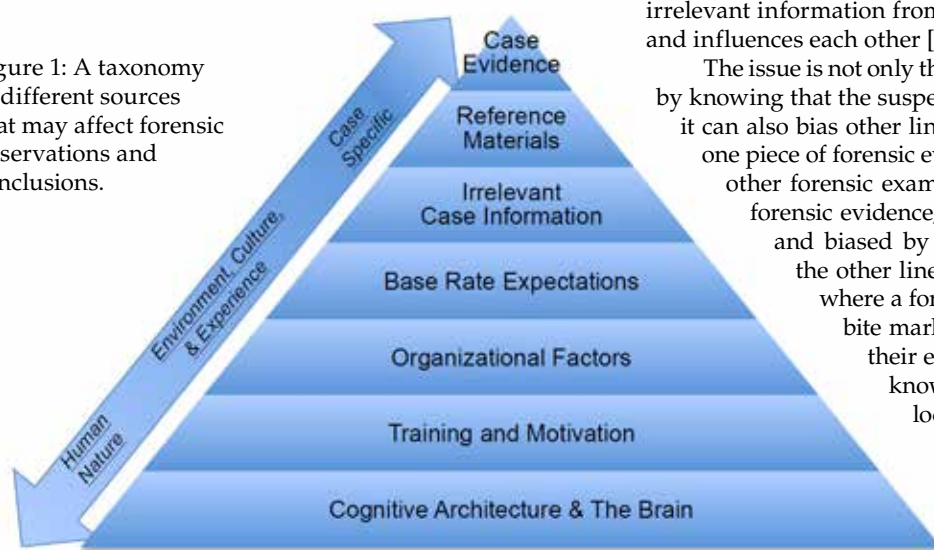 gure 1: A taxonomy
different sources
at may affect forensic
servations and
nclusions.
Case
Specific
Environment, Culture,
& Experience
Human
Nature
Case
Evidence
Reference
Materials
Irrelevant
Case Information
Base Rate Expectations
Organizational Factors
Training and Motivation
Cognitive Architecture & The Brain
irrelevant information from
and influences each other [
The issue is not only th
by knowing that the suspe
it can also bias other lin
one piece of forensic e
other forensic exam
forensic evidence,
and biased by
the other line
where a for
bite mark
their e
know
lo